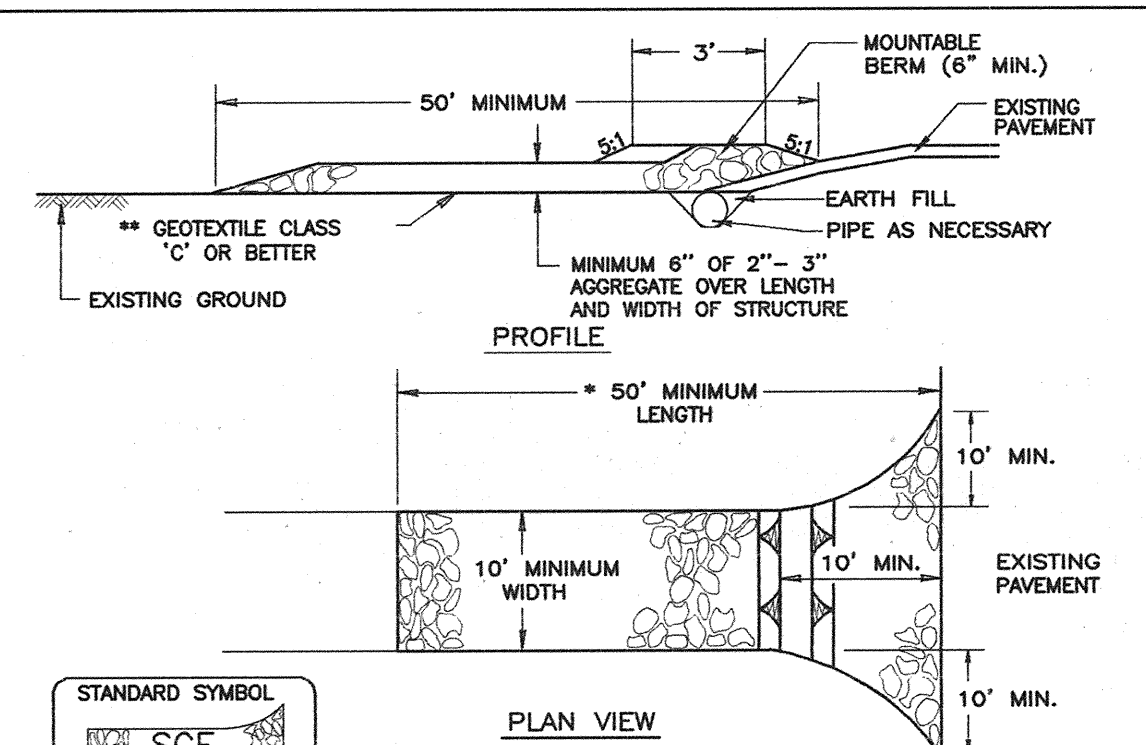 3'
MOUNTABLE
BERM (6" MIN.)
50' MINIMUM
EXISTING
PAVEMENT
5:1
5:1
** GEOTEXTILE CLASS
'C' OR BETTER
EARTH FILL
PIPE AS NECESSARY
EXISTING GROUND
MINIMUM 6" OF 2"- 3"
AGGREGATE OVER LENGTH
AND WIDTH OF STRUCTURE
PROFILE
* 50' MINIMUM
LENGTH
10' MIN.
10' MINIMUM
WIDTH
10' MIN.
EXISTING
PAVEMENT
10' MIN.
STANDARD SYMBOL
SCE
PLAN VIEW